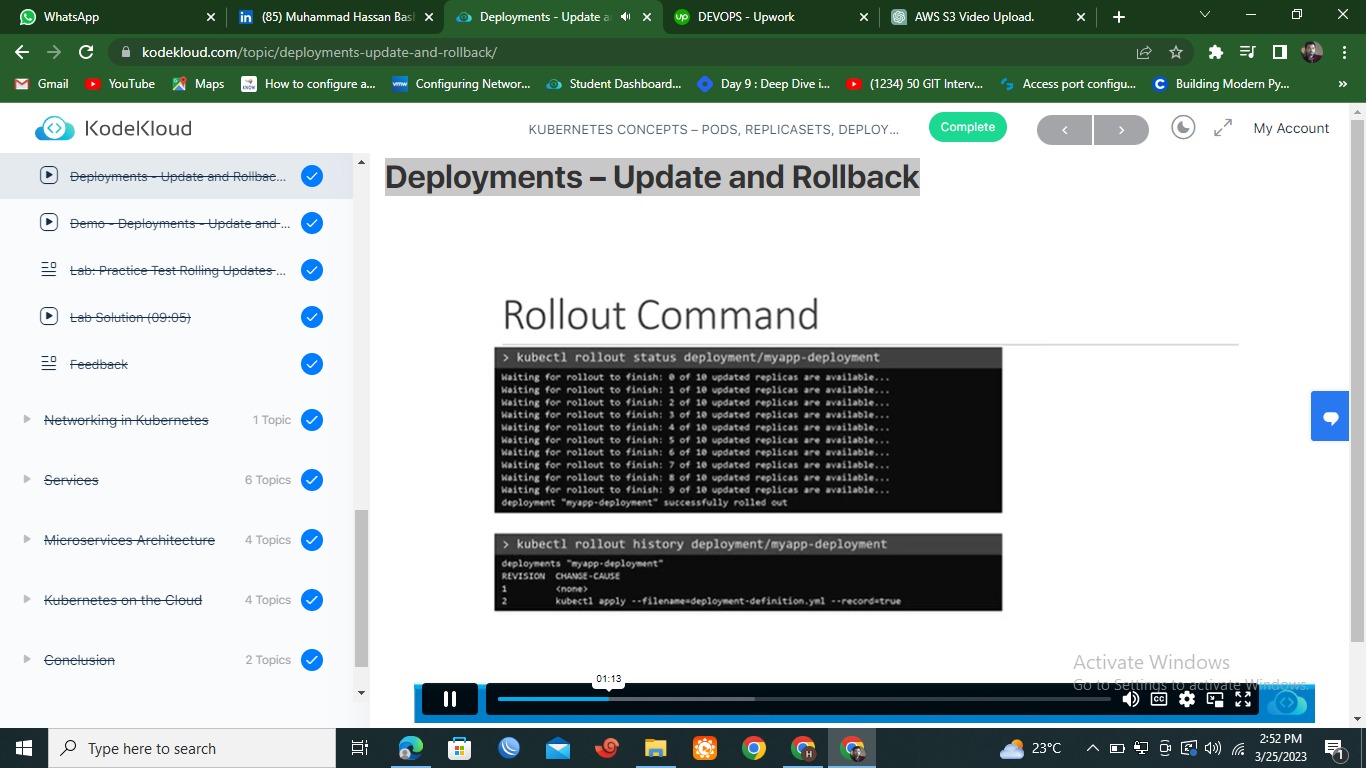 WhatsApp
(85) Muhammad Hassan Bas
Deployments - Update a
DEVOPS - Upwork
AWS S3 Video Upload.
kodekloud.com/topic/deployments-update-and-rollback/
Gmail
YouTube
Maps
How to configure a...
Configuring Networ...
Student Dashboard...
Day 9 : Deep Dive i...
(1234) 50 GIT Interv...
Access port configu...
Building Modern Py...
»
KodeKloud
KUBERNETES CONCEPTS – PODS, REPLICASETS, DEPLOY...
Complete
My Account
Deployments - Update and Rollbac...
Demo - Deployments - Update and ...
Lab: Practice Test Rolling Updates ...
Lab Solution (09:05)
Feedback
Networking in Kubernetes 1 Topic
Services 6 Topics
Microservices Architecture 4 Topics
Kubernetes on the Cloud 4 Topics
Conclusion 2 Topics
Deployments – Update and Rollback
Rollout Command
> kubectl rollout status deployment/myapp-deployment
Waiting for rollout to finish: 0 of 10 updated replicas are available...
Waiting for rollout to finish: 1 of 10 updated replicas are available...
Waiting for rollout to finish: 2 of 10 updated replicas are available...
Waiting for rollout to finish: 3 of 10 updated replicas are available...
Waiting for rollout to finish: 4 of 10 updated replicas are available...
Waiting for rollout to finish: 5 of 10 updated replicas are available...
Waiting for rollout to finish: 6 of 10 updated replicas are available...
Waiting for rollout to finish: 7 of 10 updated replicas are available...
Waiting for rollout to finish: 8 of 10 updated replicas are available...
Waiting for rollout to finish: 9 of 10 updated replicas are available...
deployment "myapp-deployment" successfully rolled out
> kubectl rollout history deployment/myapp-deployment
deployments "myapp-deployment"
REVISION CHANGE-CAUSE
1 <none>
2 kubectl apply --filename=deployment-definition.yml --record=true
Activate Windows
Go to Settings to activate Windows.
01:13
CC
Type here to search
23°C
2:52 PM
3/25/2023
1